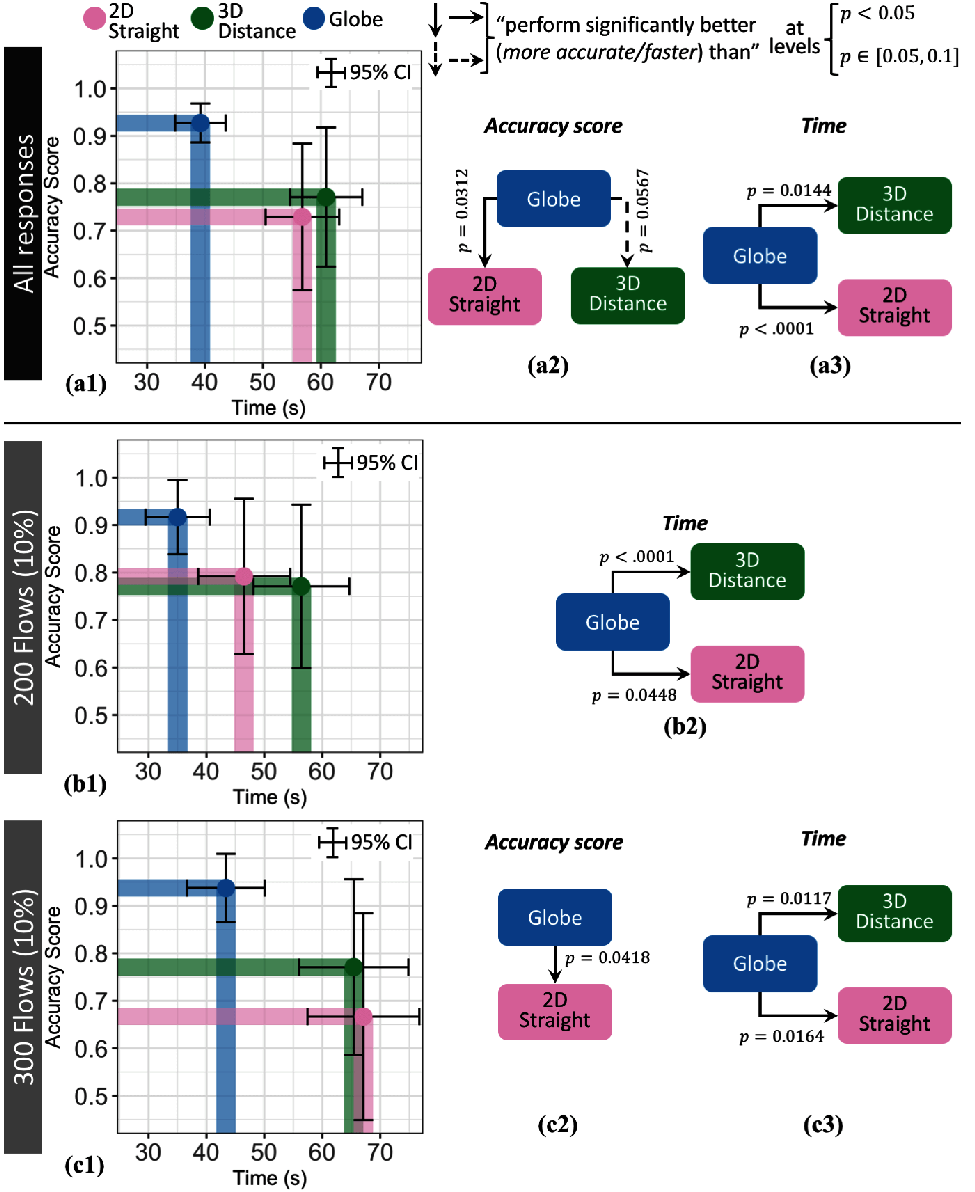 2D
Straight
3D
Distance
Globe
"perform significantly better
(more accurate/faster) than"
at
levels
p < 0.05
p ∈ [0.05, 0.1]
All responses
95% CI
Accuracy Score
1.0
0.9
0.8
0.7
0.6
0.5
30 40 50 60 70
Time (s)
(a1)
Accuracy score
Globe
p = 0.0312
p = 0.0567
2D
Straight
3D
Distance
(a2)
Time
p = 0.0144
3D
Distance
Globe
2D
Straight
p < .0001
(a3)
200 Flows (10%)
95% CI
Accuracy Score
1.0
0.9
0.8
0.7
0.6
0.5
30 40 50 60 70
Time (s)
(b1)
Time
p < .0001
3D
Distance
Globe
2D
Straight
p = 0.0448
(b2)
300 Flows (10%)
95% CI
Accuracy Score
1.0
0.9
0.8
0.7
0.6
0.5
30 40 50 60 70
Time (s)
(c1)
Accuracy score
Globe
p = 0.0418
2D
Straight
(c2)
Time
p = 0.0117
3D
Distance
Globe
2D
Straight
p = 0.0164
(c3)